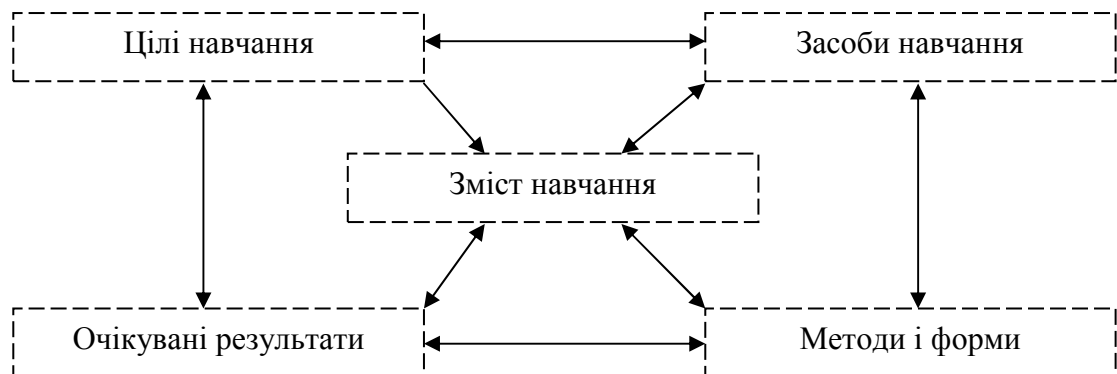 Цілі навчання
Засоби навчання
Зміст навчання
Очікувані результати
Методи і форми